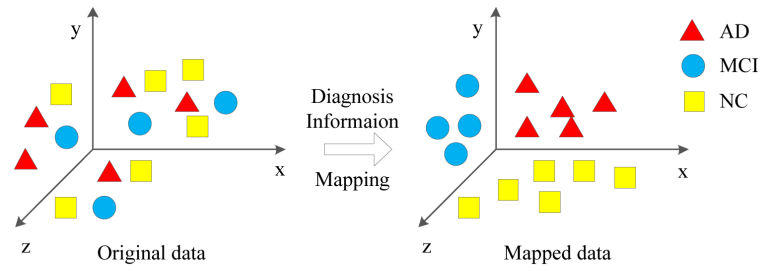 y
x
z
Original data
Diagnosis
Informaion
Mapping
y
x
z
Mapped data
AD
MCI
NC